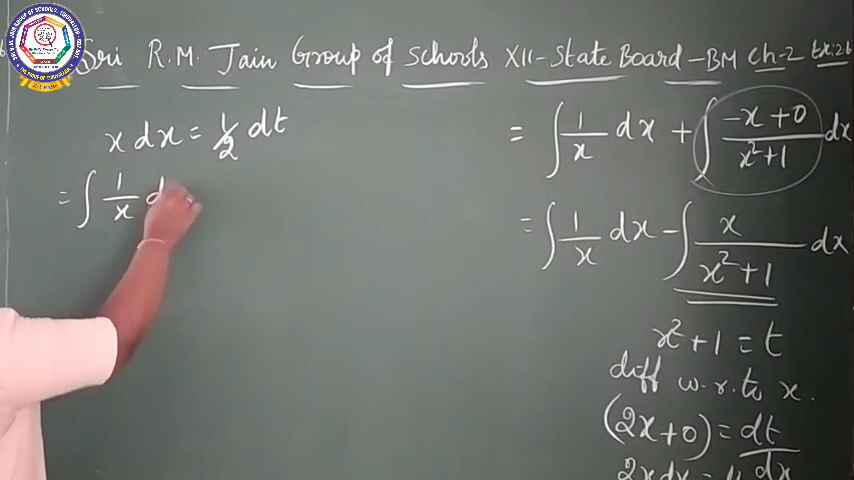 Sri R.M. Jain Group of Schools XII-State Board-BM Ch-2 Ex:2.6
x dx = 1/2 dt
= ∫ 1/x d
= ∫ 1/x dx + ∫ (-x+0)/(x²+1) dx
= ∫ 1/x dx - ∫ x/(x²+1) dx
x²+1 = t
diff w.r.to x.
(2x+0) = dt/dx
2x dx =